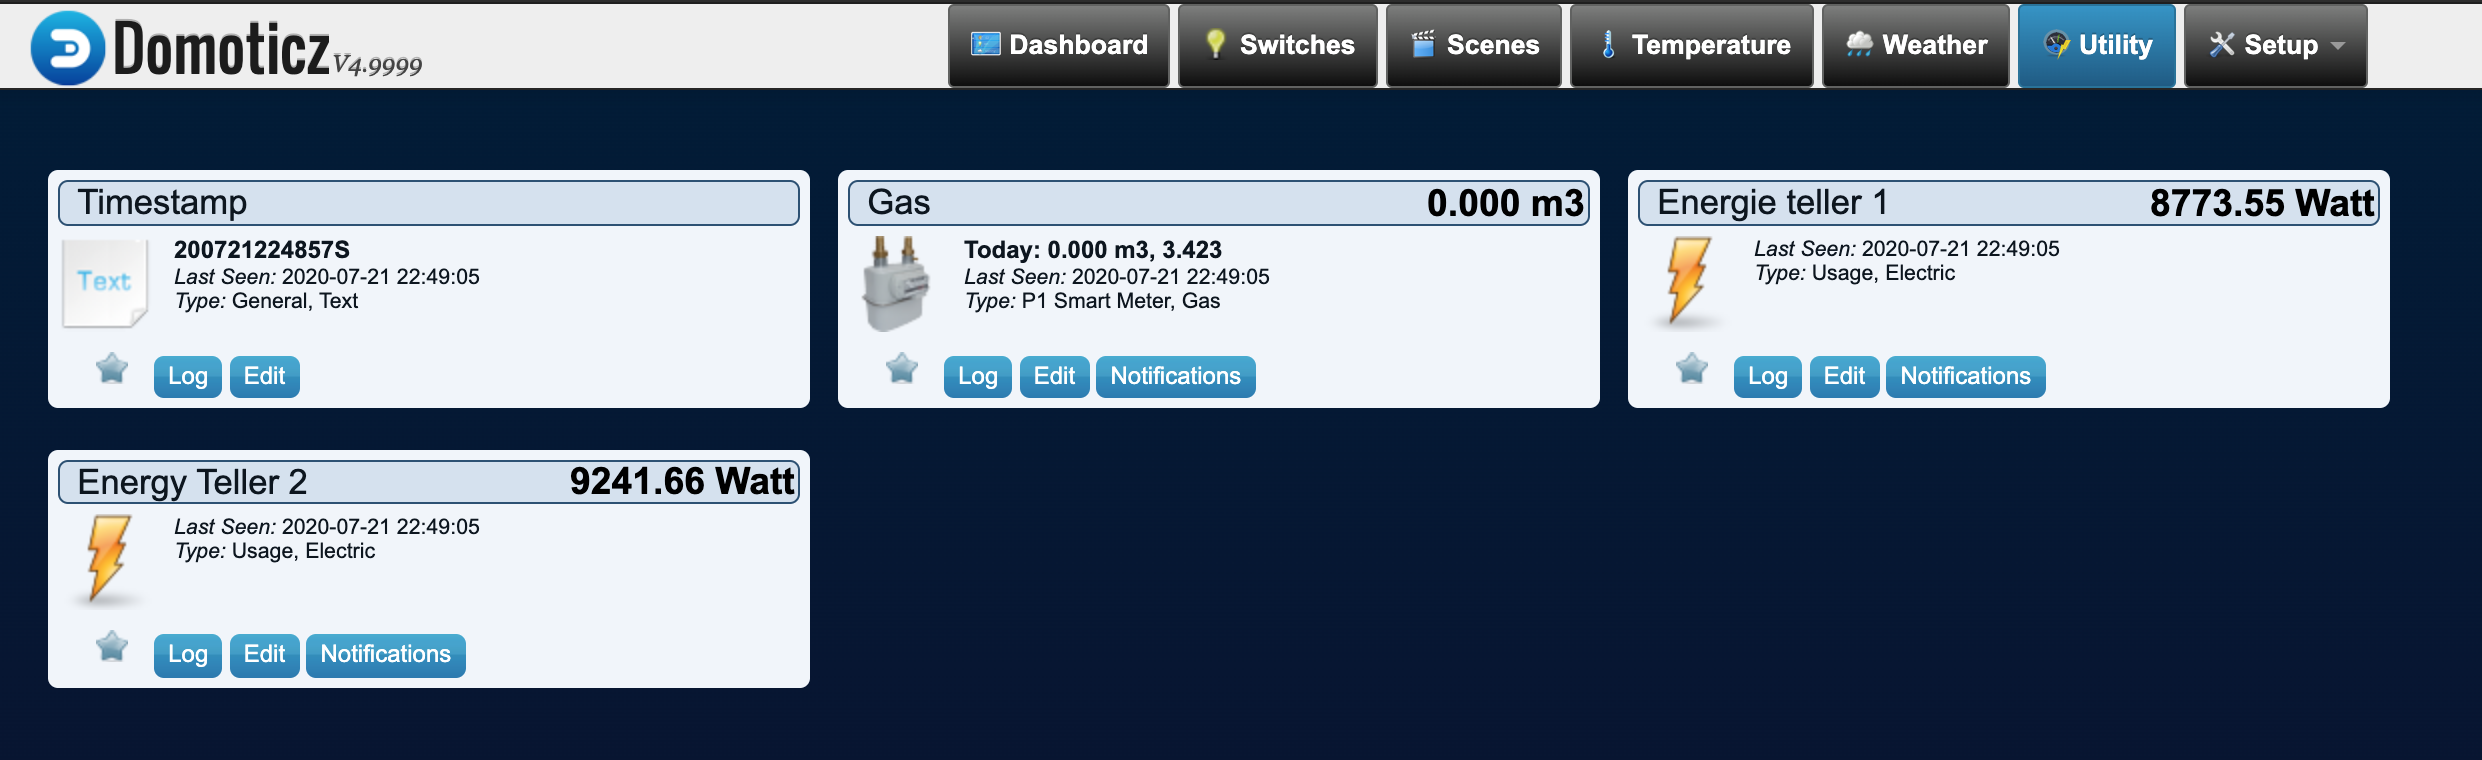 Domoticz V4.9999
Dashboard Switches Scenes Temperature Weather Utility Setup
Timestamp
Text
200721224857S
Last Seen: 2020-07-21 22:49:05
Type: General, Text
Log Edit
Gas 0.000 m3
Today: 0.000 m3, 3.423
Last Seen: 2020-07-21 22:49:05
Type: P1 Smart Meter, Gas
Log Edit Notifications
Energie teller 1 8773.55 Watt
Last Seen: 2020-07-21 22:49:05
Type: Usage, Electric
Log Edit Notifications
Energy Teller 2 9241.66 Watt
Last Seen: 2020-07-21 22:49:05
Type: Usage, Electric
Log Edit Notifications